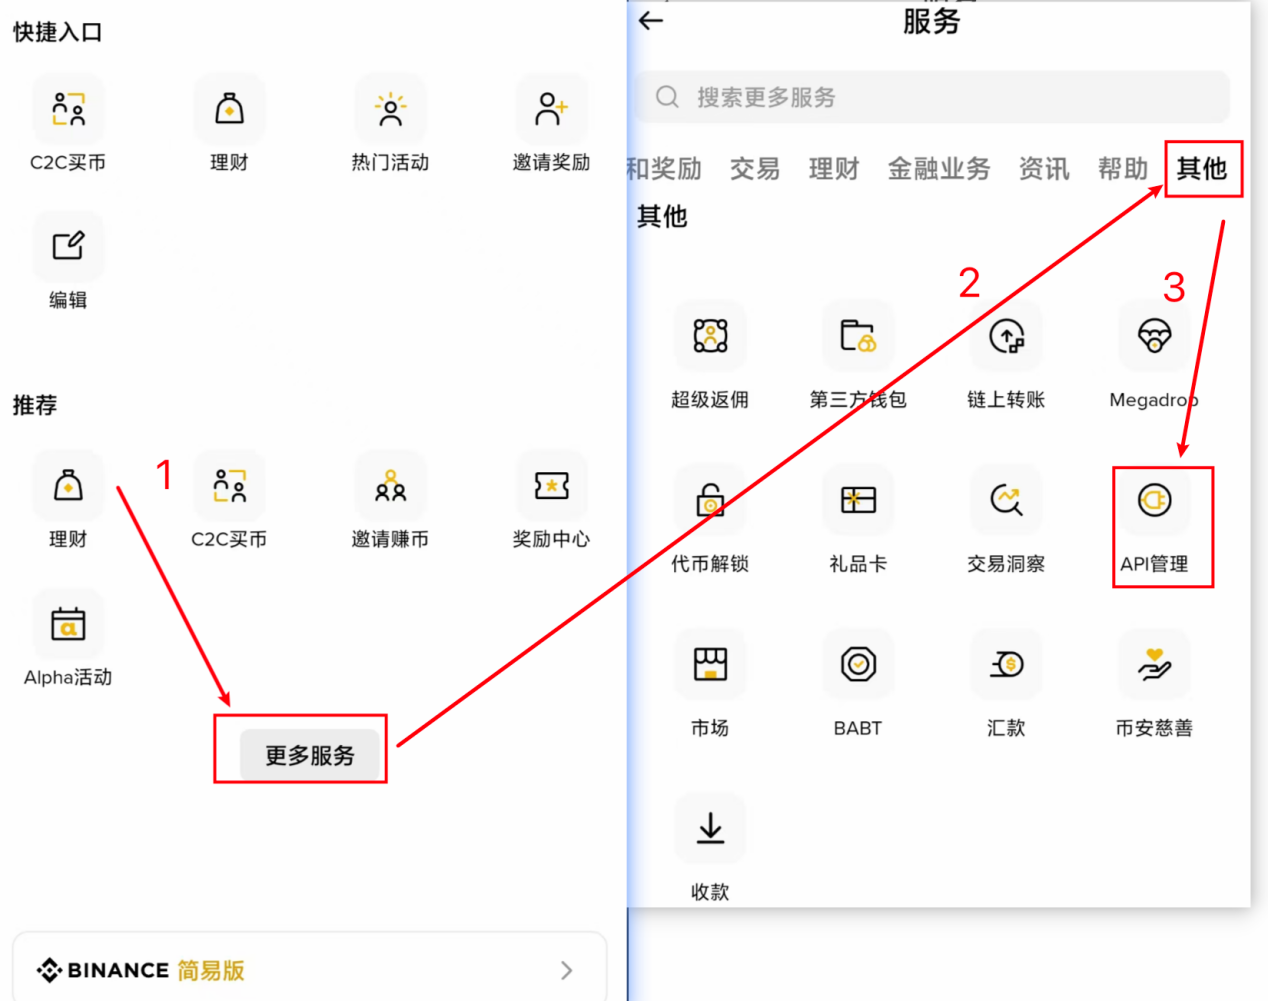 快捷入口
C2C买币
理财
热门活动
邀请奖励
编辑
推荐
1
理财
C2C买币
邀请赚币
奖励中心
Alpha活动
更多服务
BINANCE 简易版
服务
搜索更多服务
和奖励 交易 理财 金融业务 资讯 帮助 其他
其他
2
3
超级返佣
第三方钱包
链上转账
Megadrop
代币解锁
礼品卡
交易洞察
API管理
市场
BABT
汇款
币安慈善
收款